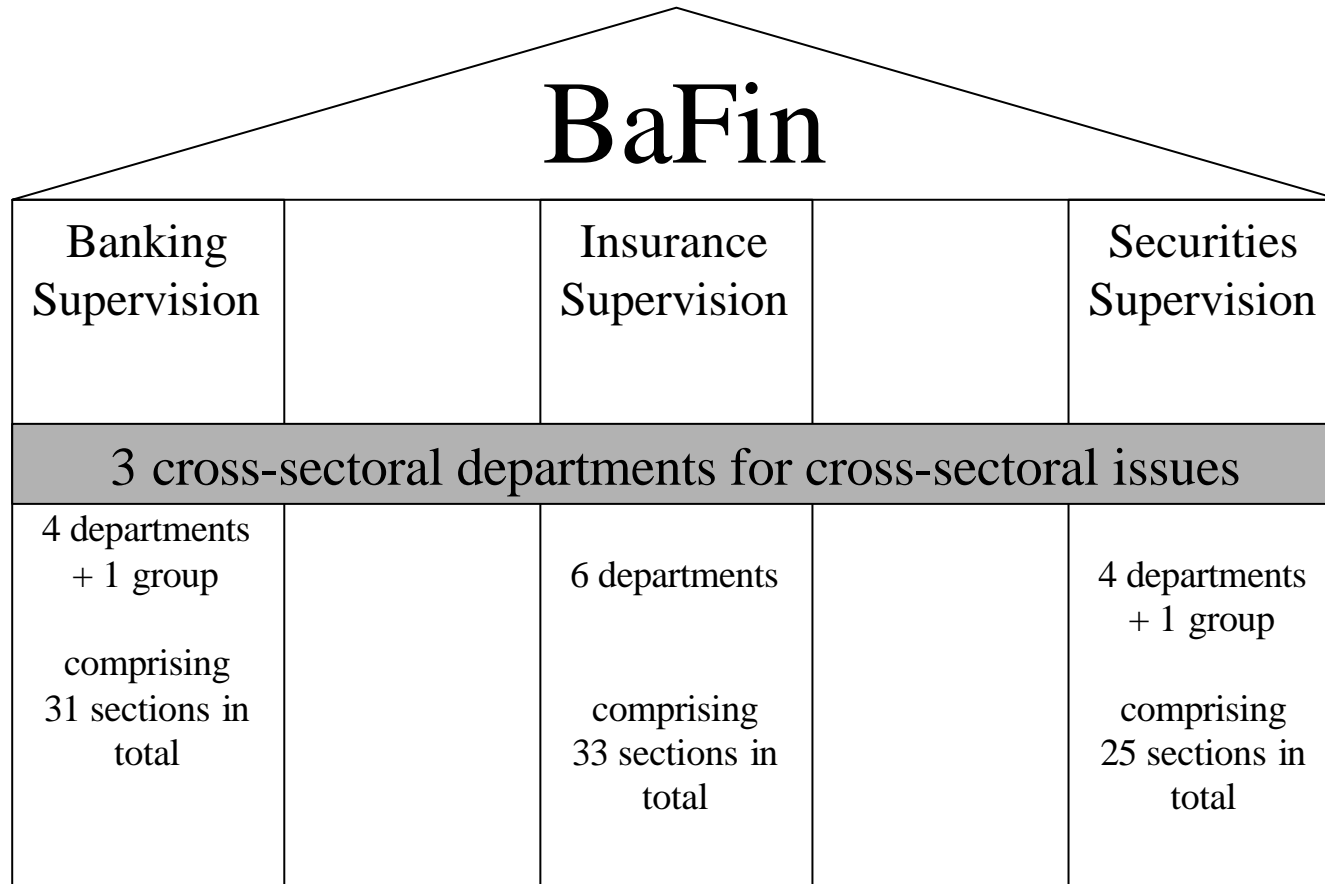 BaFin
Banking
Supervision
Insurance
Supervision
Securities
Supervision
3 cross-sectoral departments for cross-sectoral issues
4 departments
+ 1 group
comprising
31 sections in
total
6 departments
comprising
33 sections in
total
4 departments
+ 1 group
comprising
25 sections in
total